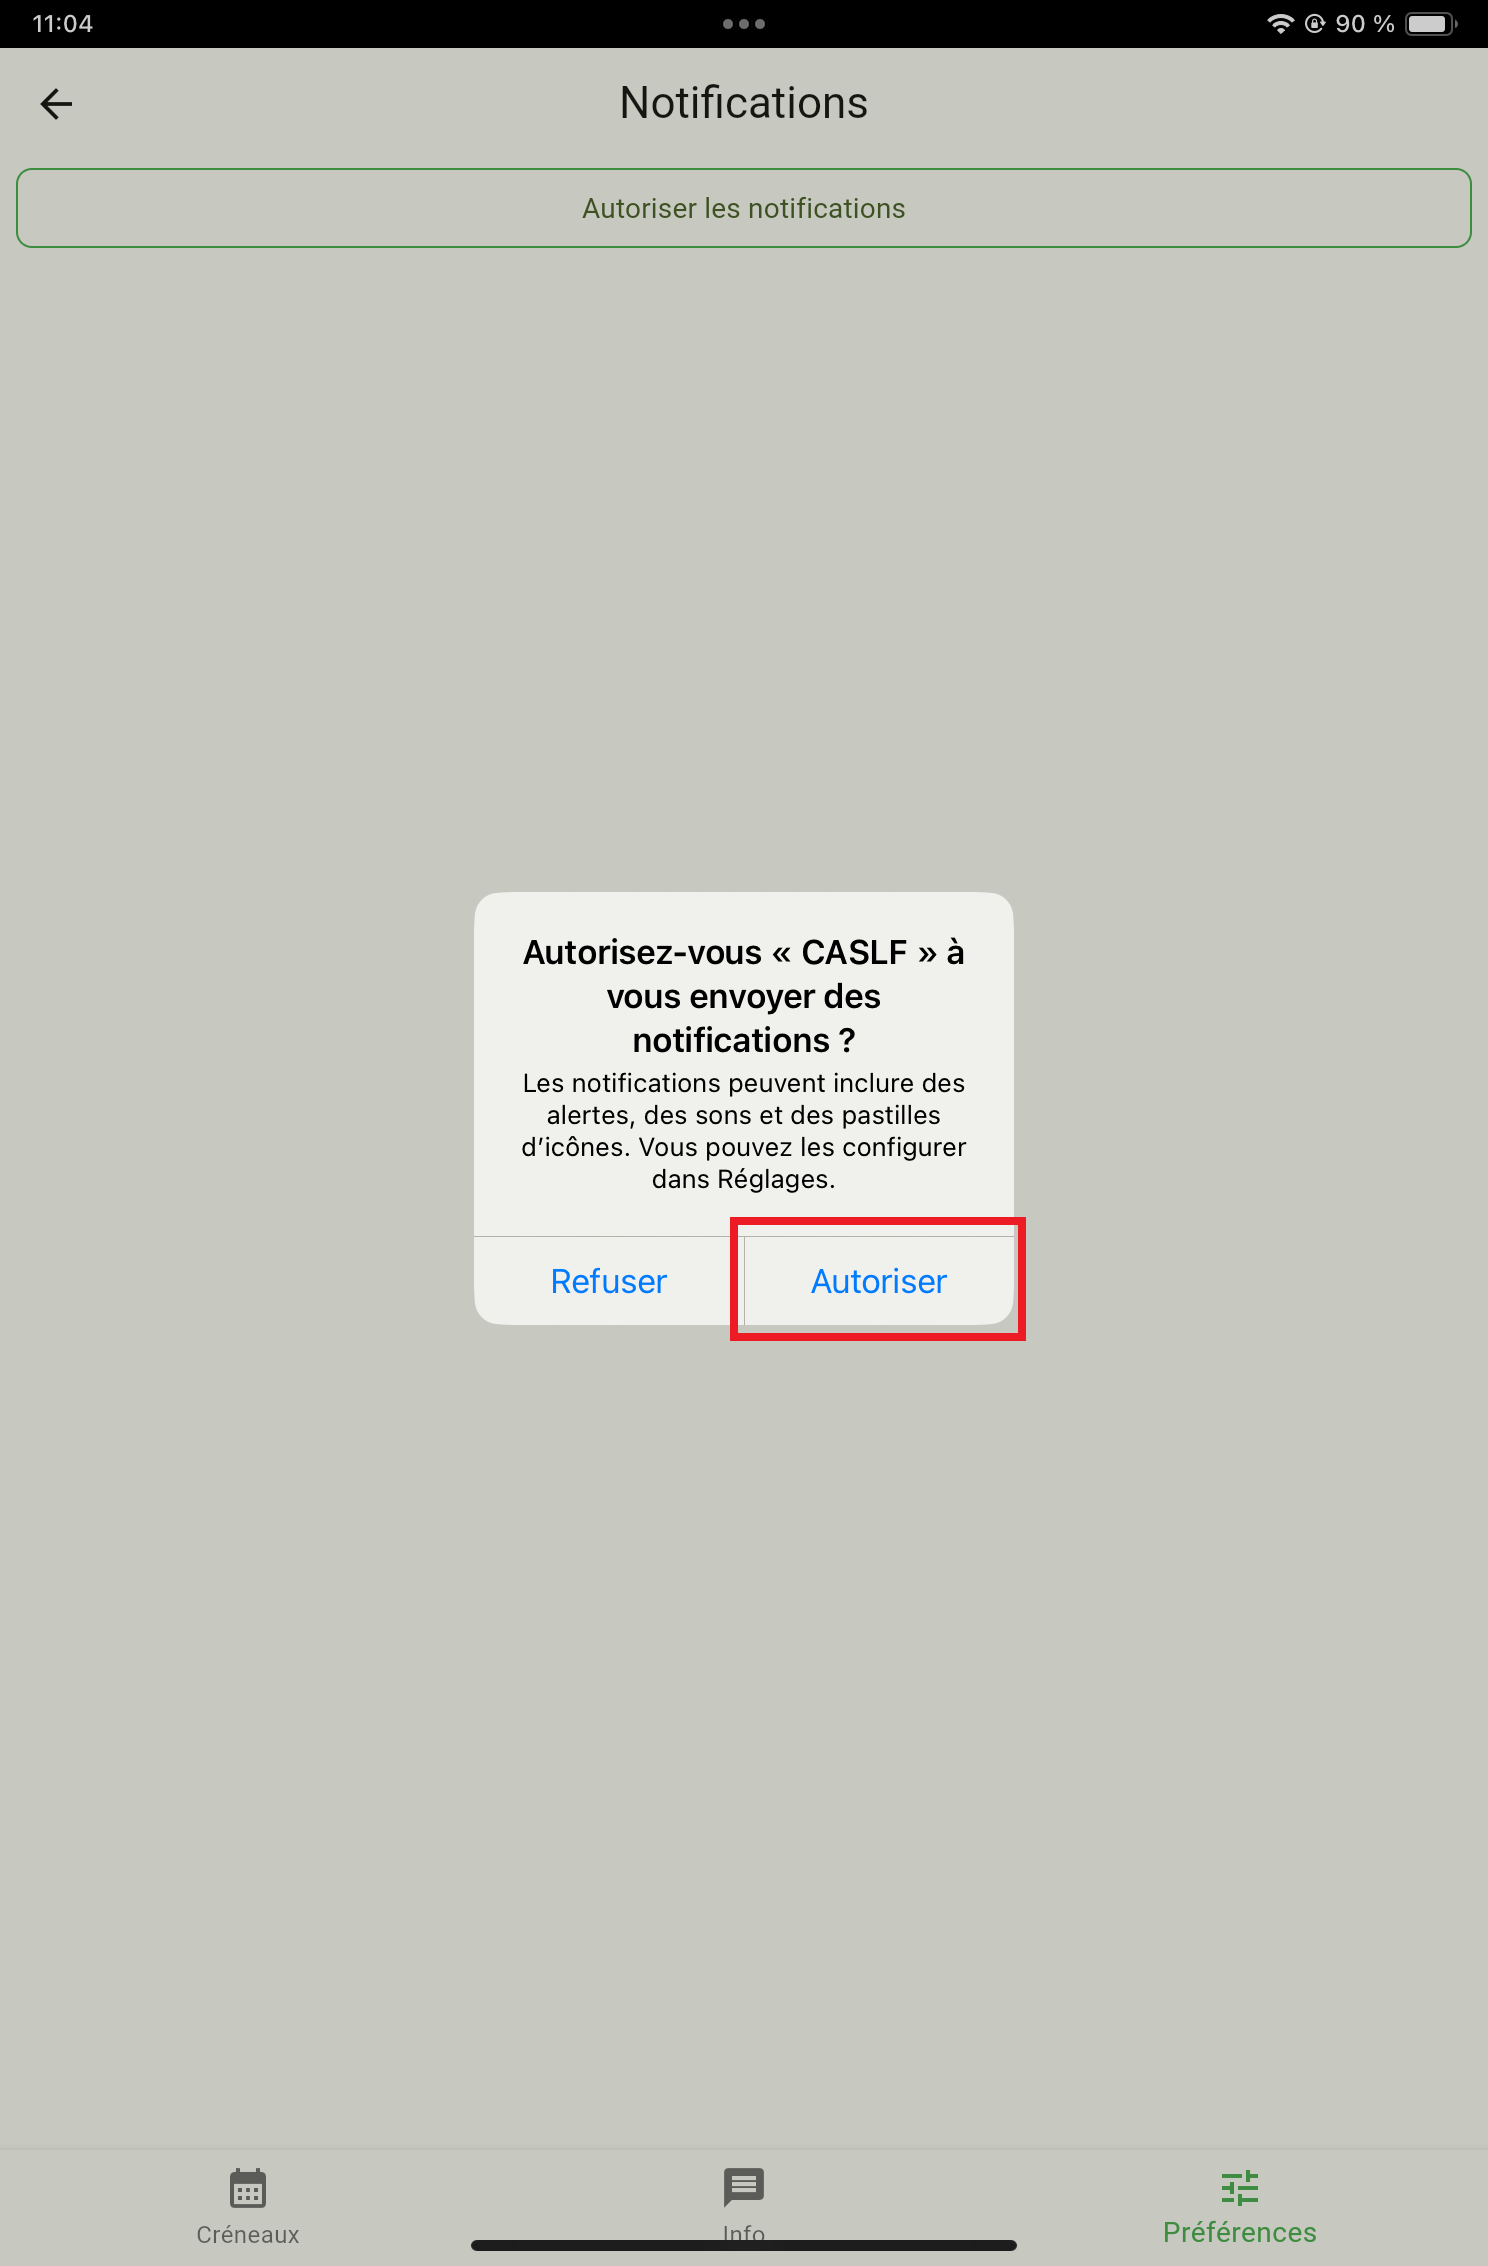 11:04
90 %
Notifications
Autoriser les notifications
Autorisez-vous « CASLF » à
vous envoyer des
notifications ?
Les notifications peuvent inclure des
alertes, des sons et des pastilles
d’icônes. Vous pouvez les configurer
dans Réglages.
Refuser
Autoriser
Créneaux
Info
Préférences